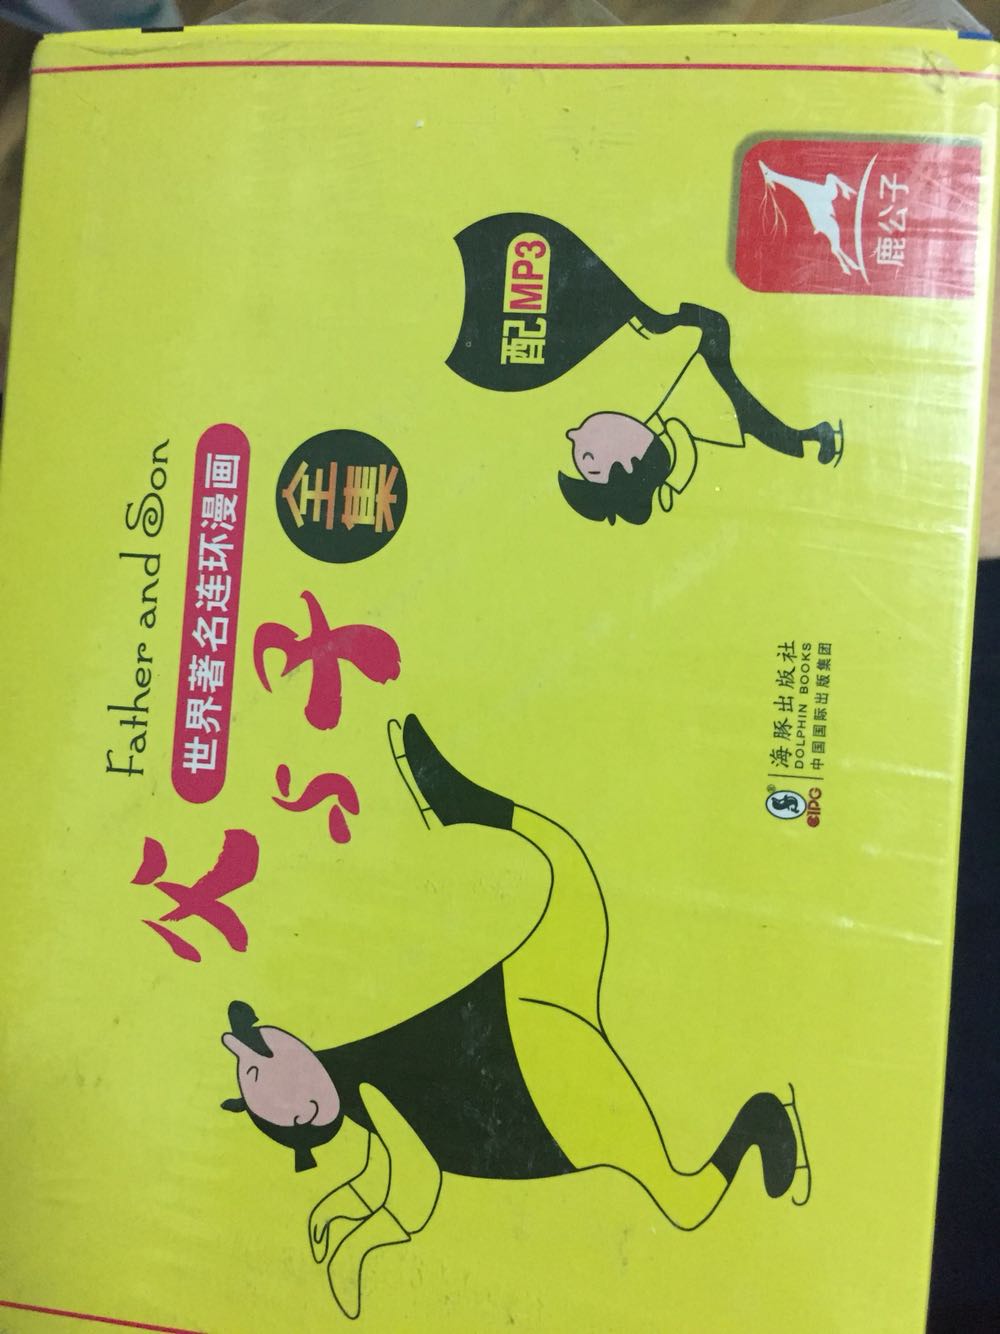 Father and Son
世界著名连环漫画
父与子
全集
配MP3
鹿公子
海豚出版社
DOLPHIN BOOKS
CIPG
中国国际出版集团